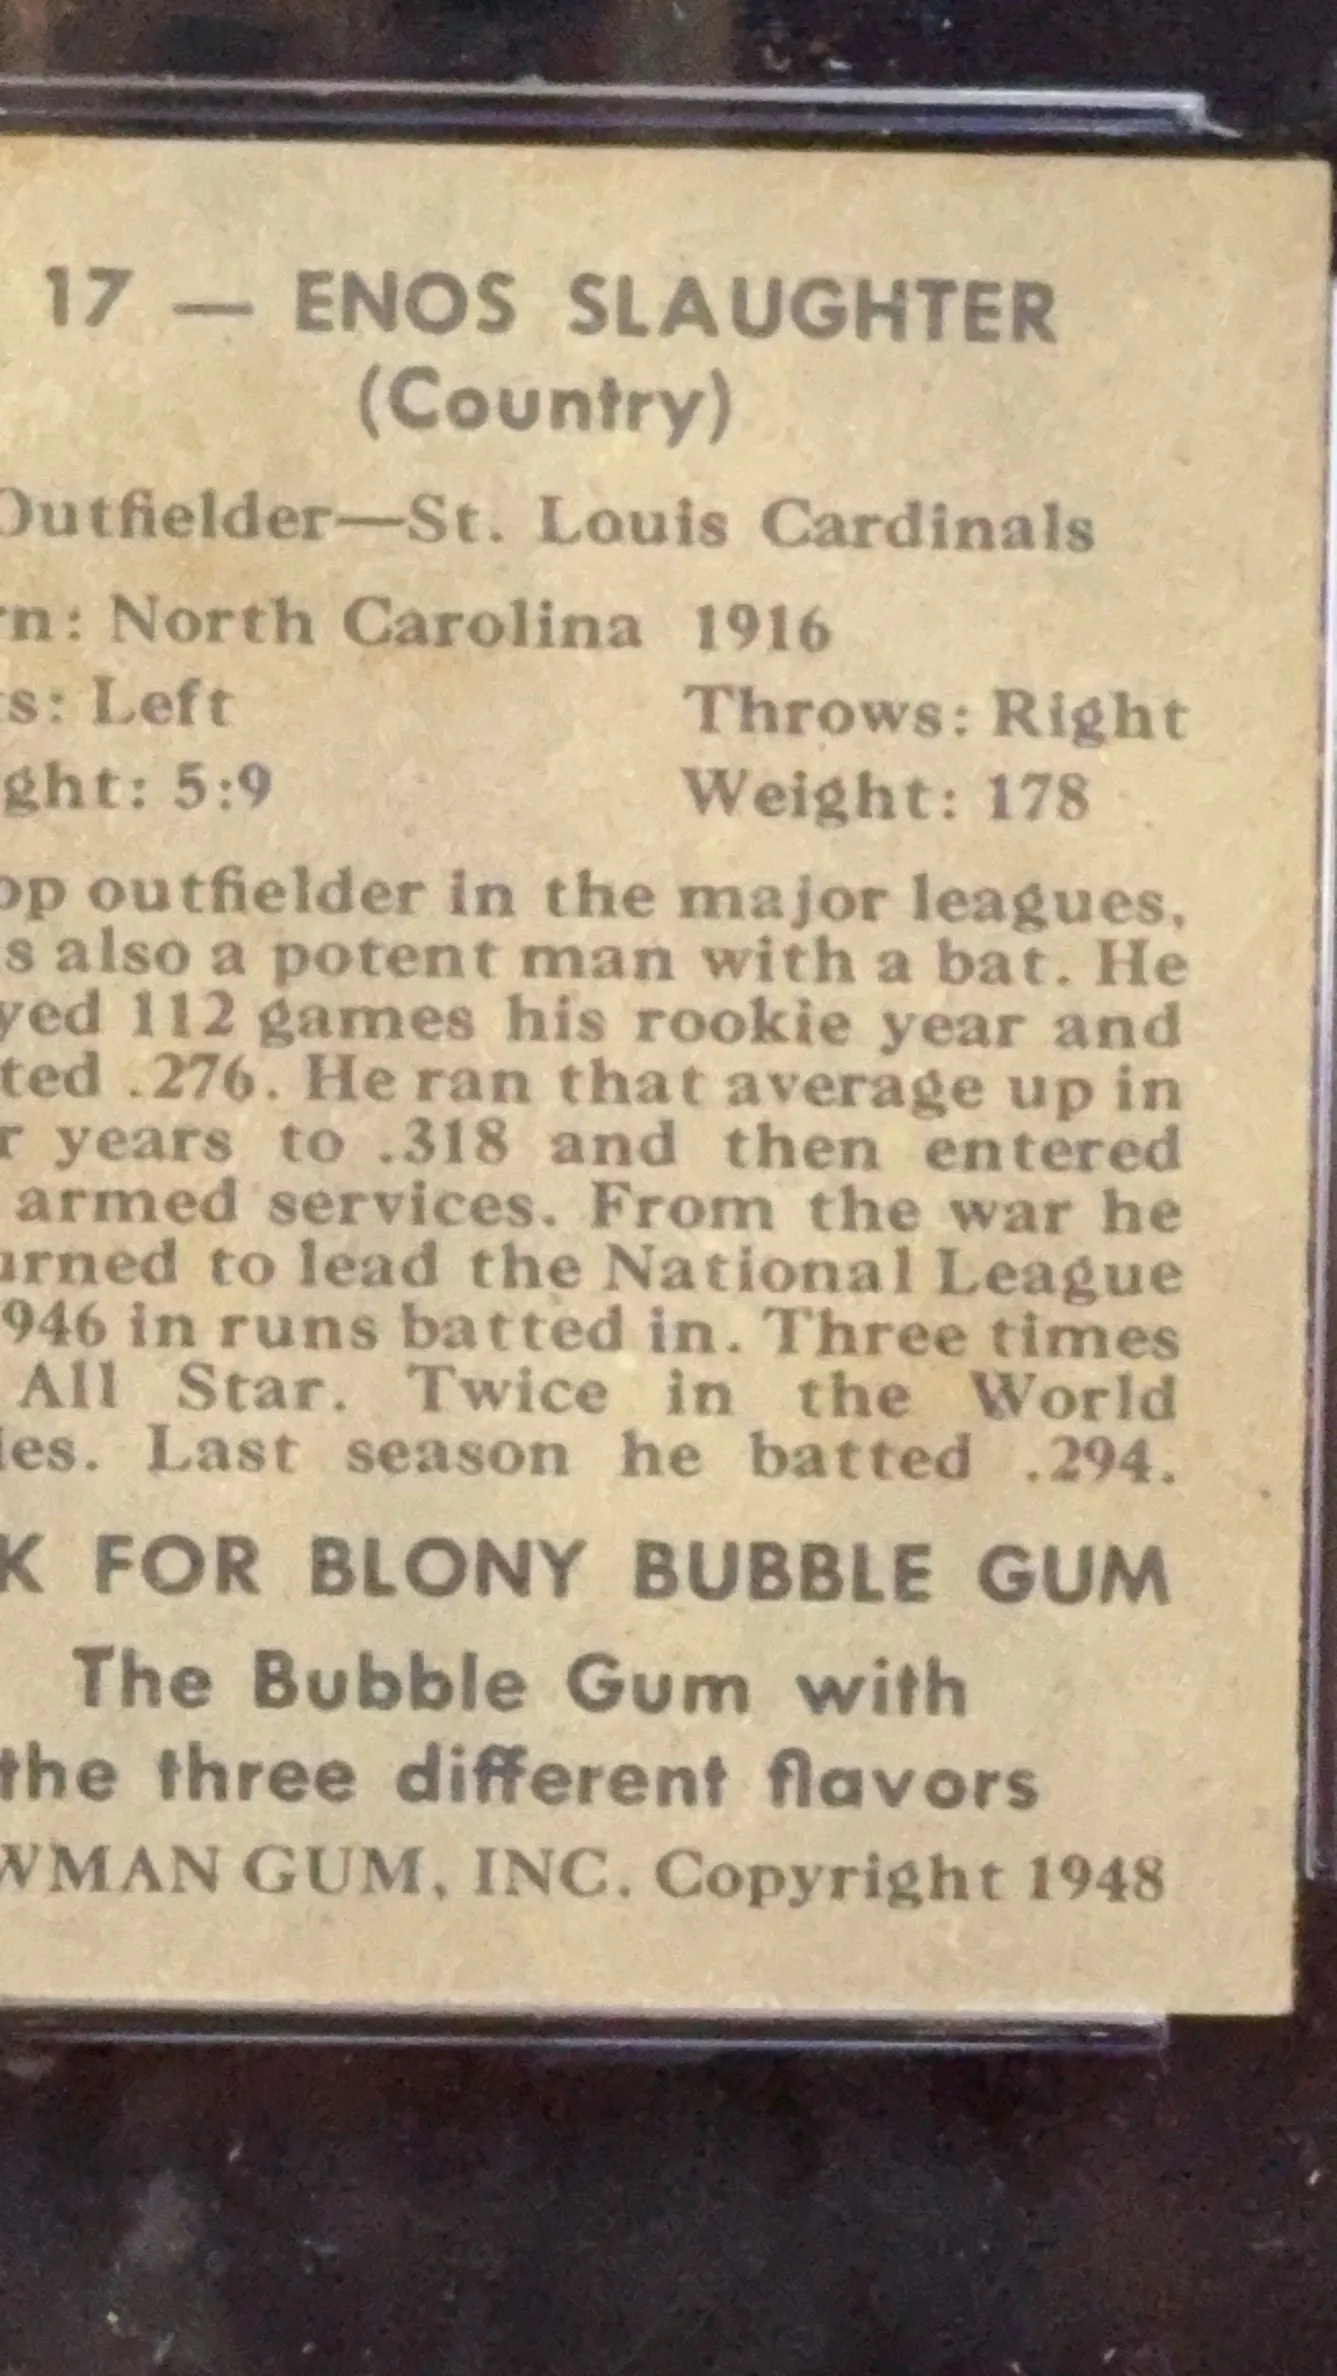 17 — ENOS SLAUGHTER
(Country)
Outfielder—St. Louis Cardinals
rn: North Carolina 1916
s: Left Throws: Right
ght: 5:9 Weight: 178
op outfielder in the major leagues,
s also a potent man with a bat. He
yed 112 games his rookie year and
ted .276. He ran that average up in
r years to .318 and then entered
armed services. From the war he
urned to lead the National League
946 in runs batted in. Three times
All Star. Twice in the World
ies. Last season he batted .294.
K FOR BLONY BUBBLE GUM
The Bubble Gum with
the three different flavors
WMAN GUM, INC. Copyright 1948